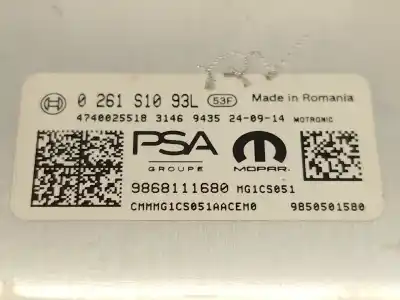 0 261 S10 93L 53F Made in Romania
4740025518 3146 9435 24-09-14 MOTRONIC
PSA MOPAR
GROUPE
9868111680 MG1CS051
CMMMG1CS051AACEM0 9850501580